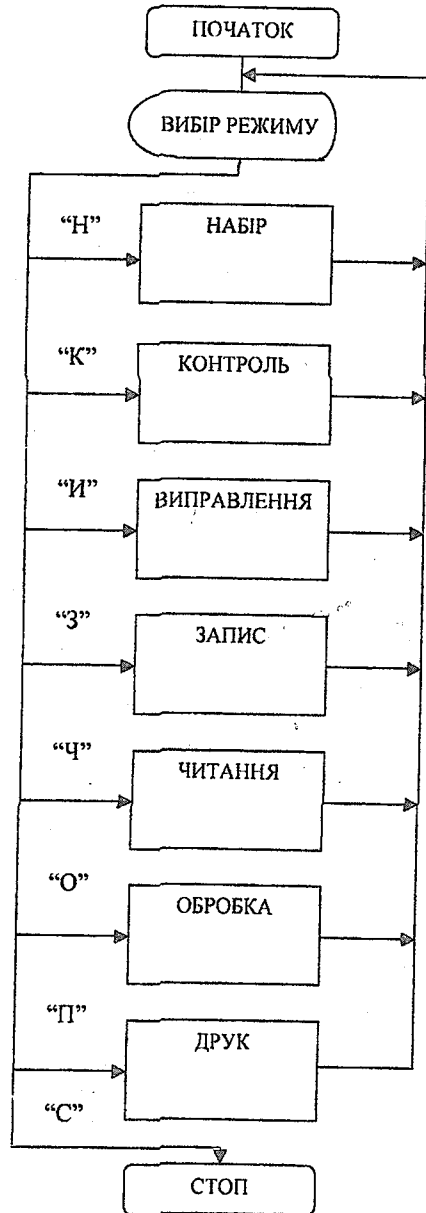 ПОЧАТОК
ВИБІР РЕЖИМУ
“Н”
НАБІР
“К”
КОНТРОЛЬ
“И”
ВИПРАВЛЕННЯ
“З”
ЗАПИС
“Ч”
ЧИТАННЯ
“О”
ОБРОБКА
“П”
ДРУК
“С”
СТОП